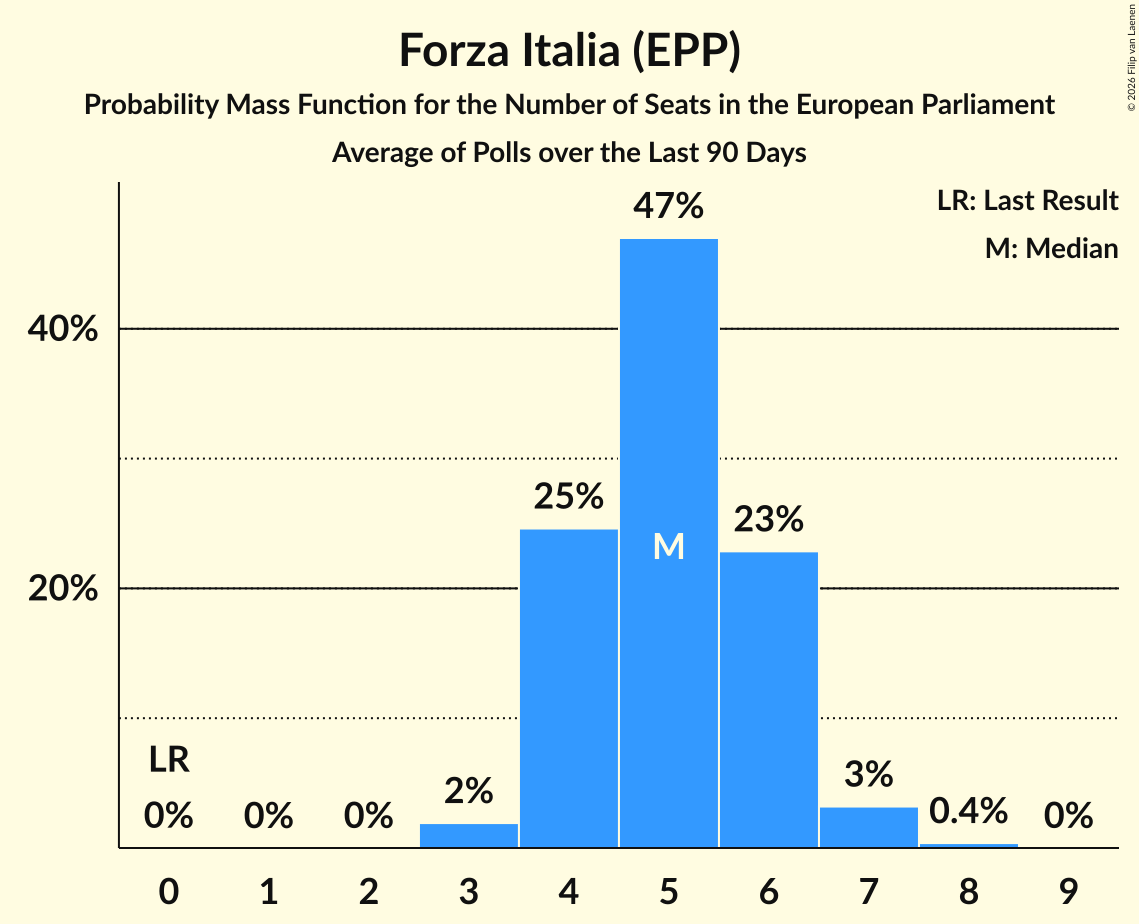 Forza Italia (EPP)
Probability Mass Function for the Number of Seats in the European Parliament
Average of Polls over the Last 90 Days
© 2026 Filip van Laenen
LR: Last Result
M: Median
47%
40%
25%
23%
M
20%
LR
0%
0%
0%
2%
3%
0.4%
0%
0 1 2 3 4 5 6 7 8 9